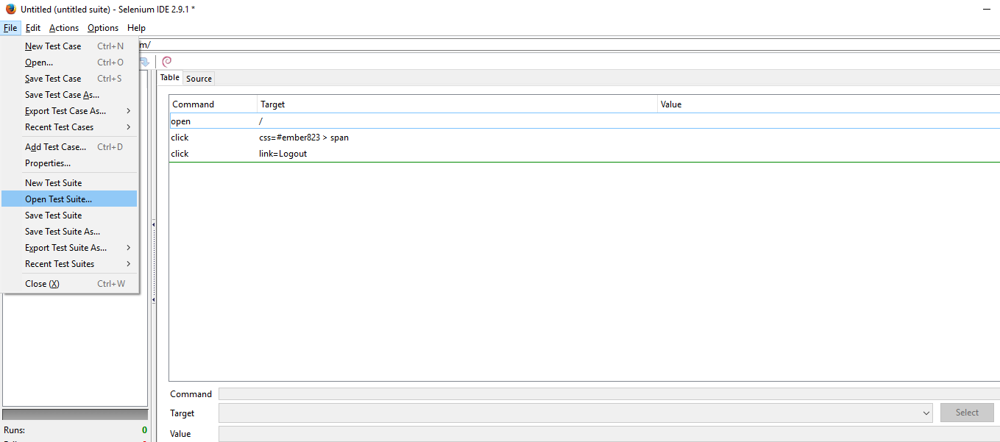 Untitled (untitled suite) - Selenium IDE 2.9.1 *
File Edit Actions Options Help
m/
New Test Case Ctrl+N
Open... Ctrl+O
Save Test Case Ctrl+S
Save Test Case As...
Export Test Case As...
Recent Test Cases
Add Test Case... Ctrl+D
Properties...
New Test Suite
Open Test Suite...
Save Test Suite
Save Test Suite As...
Export Test Suite As...
Recent Test Suites
Close (X) Ctrl+W
Runs: 0
Table Source
Command Target Value
open /
click css=#ember823 > span
click link=Logout
Command
Target Select
Value